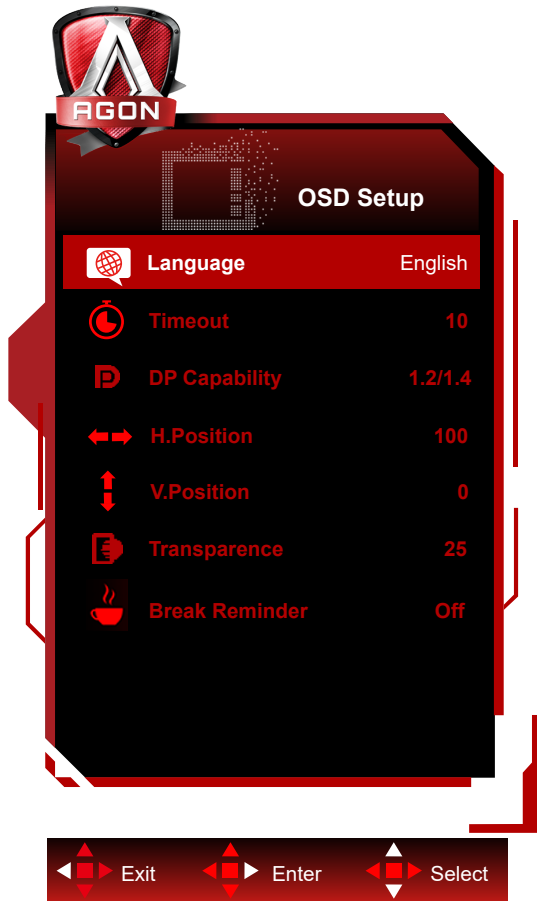 AGON
OSD Setup
Language English
Timeout 10
DP Capability 1.2/1.4
H.Position 100
V.Position 0
Transparence 25
Break Reminder Off
Exit Enter Select